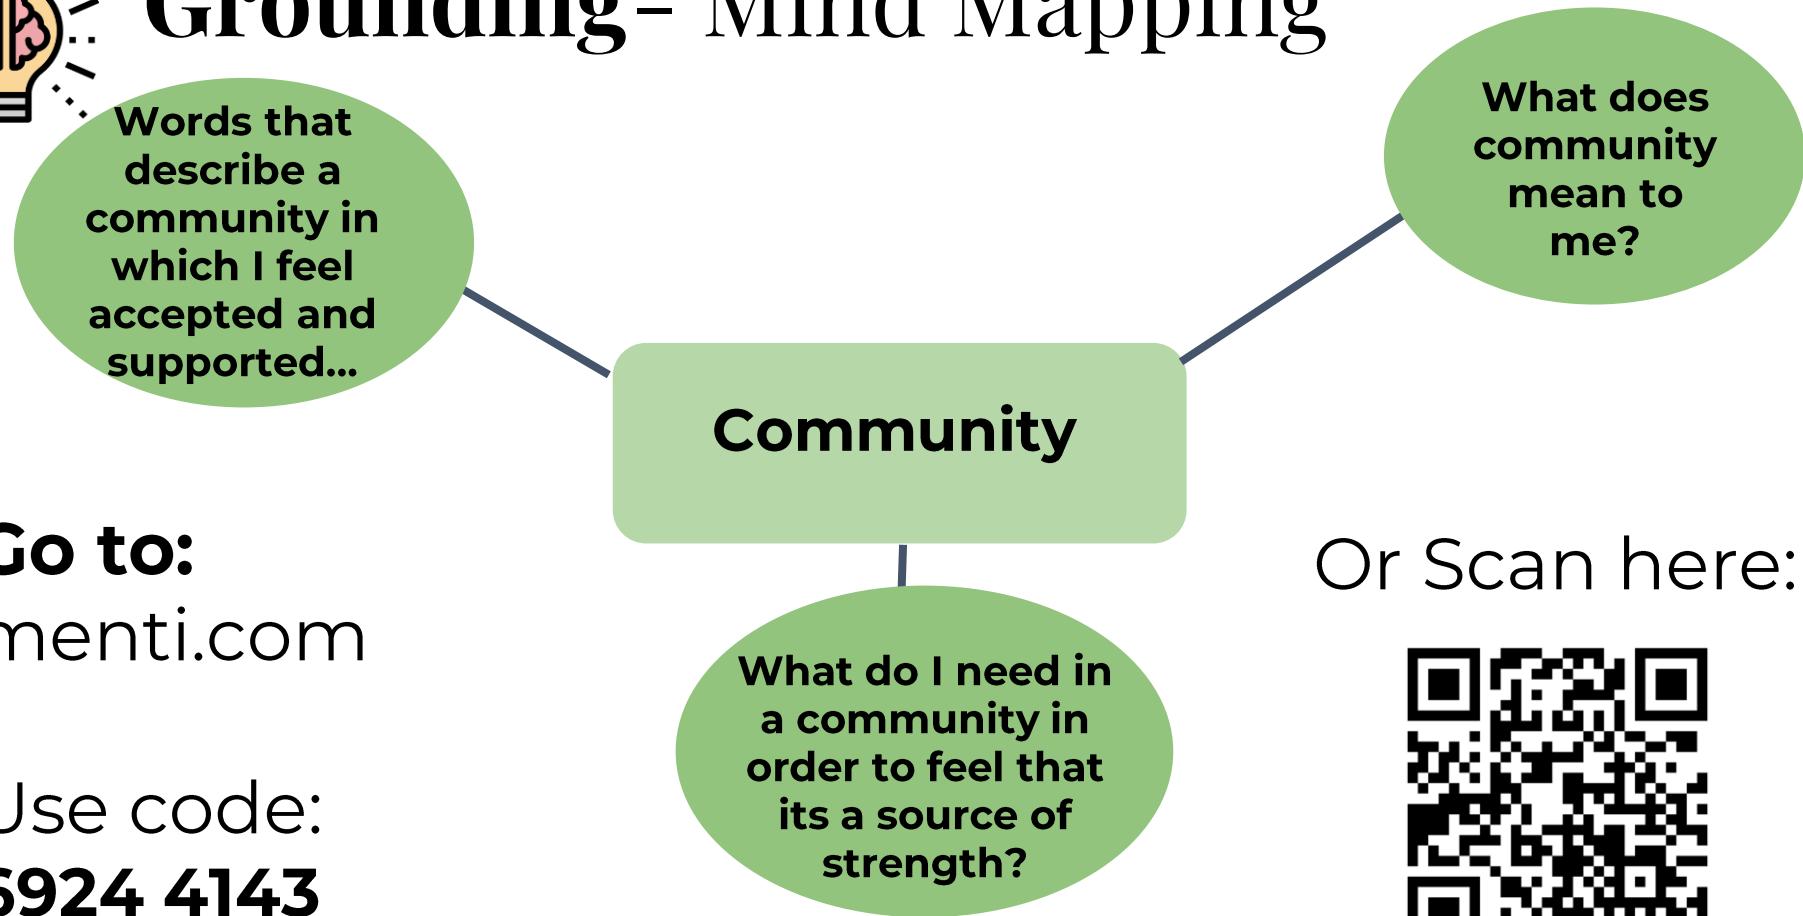 Grounding- Mind Mapping
Words that
describe a
community in
which I feel
accepted and
supported...
What does
community
mean to
me?
Community
Go to:
menti.com
Use code:
6924 4143
What do I need in
a community in
order to feel that
its a source of
strength?
Or Scan here: